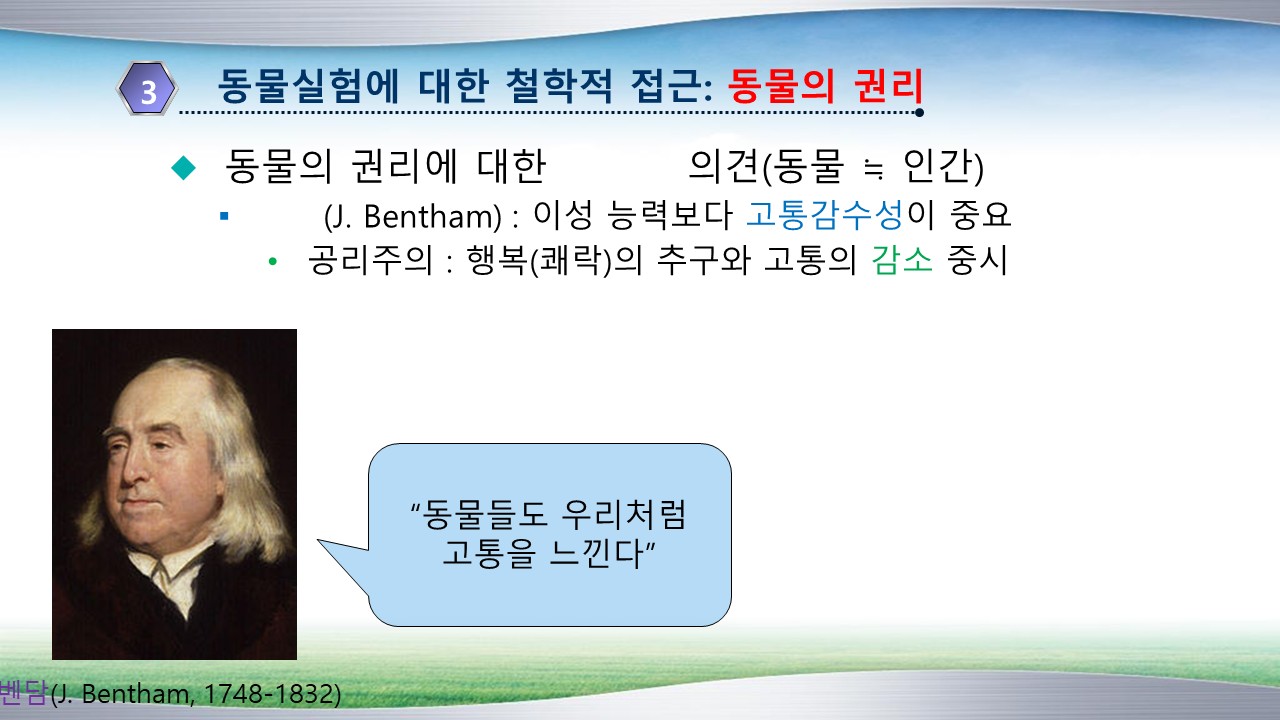 3 동물실험에 대한 철학적 접근: 동물의 권리
동물의 권리에 대한 의견(동물 ≒ 인간)
(J. Bentham) : 이성 능력보다 고통감수성이 중요
공리주의 : 행복(쾌락)의 추구와 고통의 감소 중시
“동물들도 우리처럼
고통을 느낀다”
벤담(J. Bentham, 1748-1832)